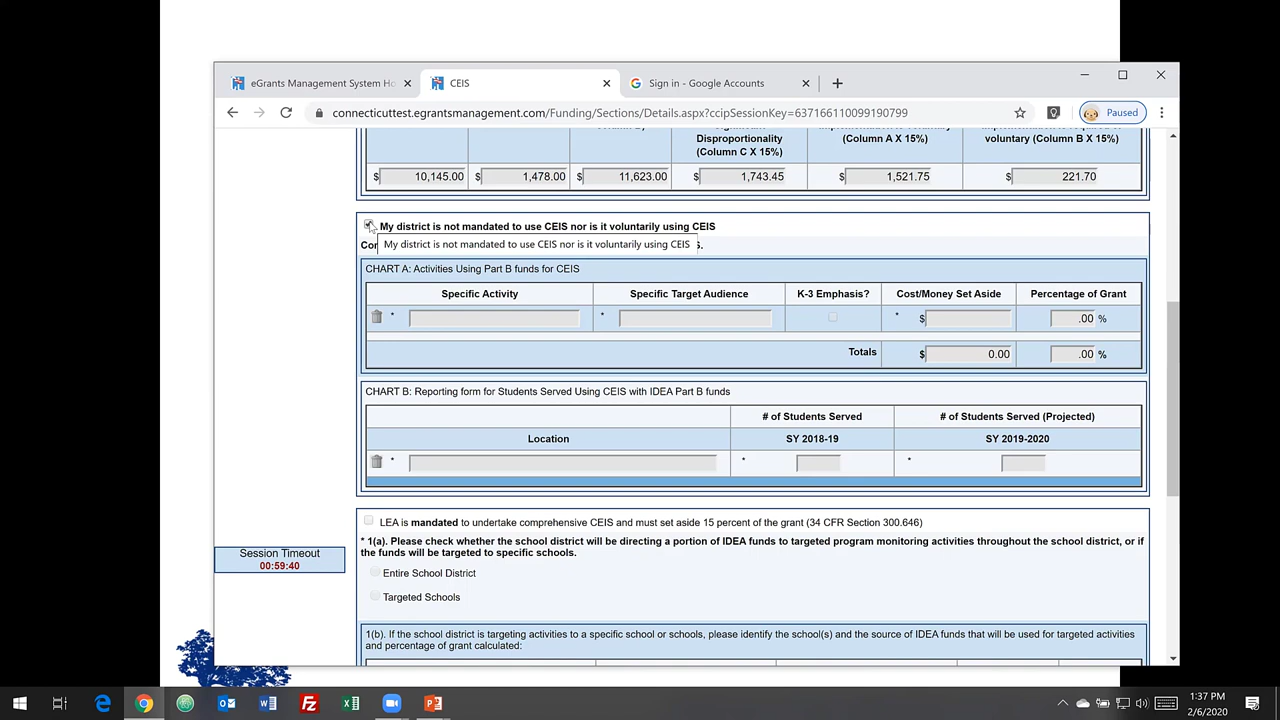 eGrants Management System Ho
CEIS
Sign in - Google Accounts
connecticuttest.egrantsmanagement.com/Funding/Sections/Details.aspx?ccipSessionKey=637166110099190799
Paused
Disproportionality
(Column C X 15%)
(Column A X 15%)
voluntary (Column B X 15%)
$ 10,145.00 $ 1,478.00 $ 11,623.00 $ 1,743.45 $ 1,521.75 $ 221.70
My district is not mandated to use CEIS nor is it voluntarily using CEIS
My district is not mandated to use CEIS nor is it voluntarily using CEIS
CHART A: Activities Using Part B funds for CEIS
Specific Activity Specific Target Audience K-3 Emphasis? Cost/Money Set Aside Percentage of Grant
* * * $ .00 %
Totals $ 0.00 .00 %
CHART B: Reporting form for Students Served Using CEIS with IDEA Part B funds
# of Students Served # of Students Served (Projected)
Location SY 2018-19 SY 2019-2020
* * *
LEA is mandated to undertake comprehensive CEIS and must set aside 15 percent of the grant (34 CFR Section 300.646)
* 1(a). Please check whether the school district will be directing a portion of IDEA funds to targeted program monitoring activities throughout the school district, or if
the funds will be targeted to specific schools.
Session Timeout
00:59:40
Entire School District
Targeted Schools
1(b). If the school district is targeting activities to a specific school or schools, please identify the school(s) and the source of IDEA funds that will be used for targeted activities
and percentage of grant calculated:
1:37 PM
2/6/2020